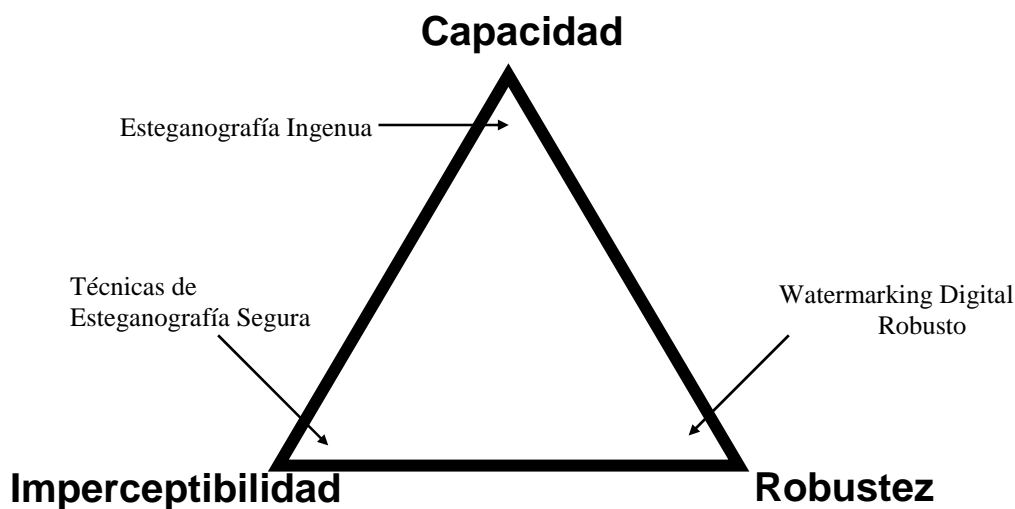 Capacidad
Esteganografía Ingenua
Técnicas de
Esteganografía Segura
Watermarking Digital
Robusto
Imperceptibilidad
Robustez